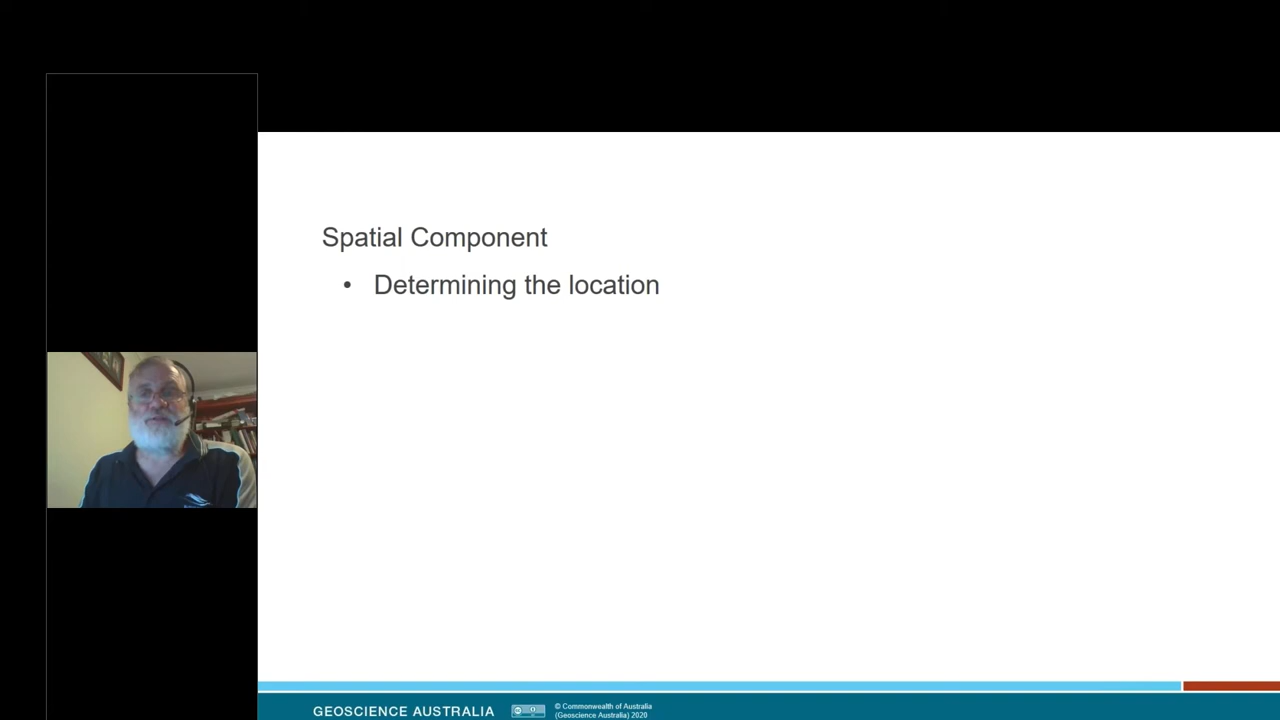 Spatial Component
• Determining the location
GEOSCIENCE AUSTRALIA
© Commonwealth of Australia
(Geoscience Australia) 2020